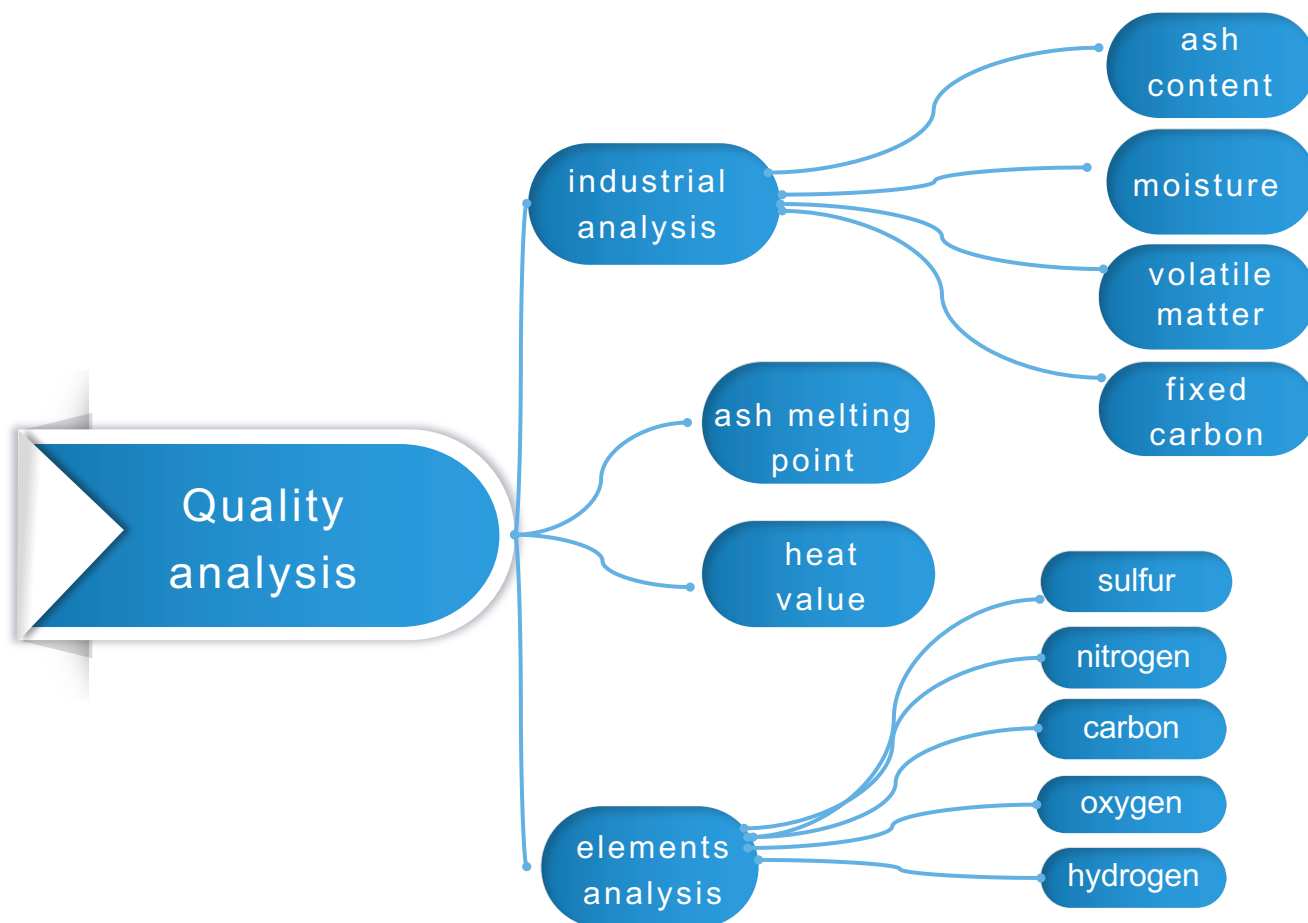 Quality
analysis
industrial
analysis
ash
content
moisture
volatile
matter
fixed
carbon
ash melting
point
heat
value
elements
analysis
sulfur
nitrogen
carbon
oxygen
hydrogen